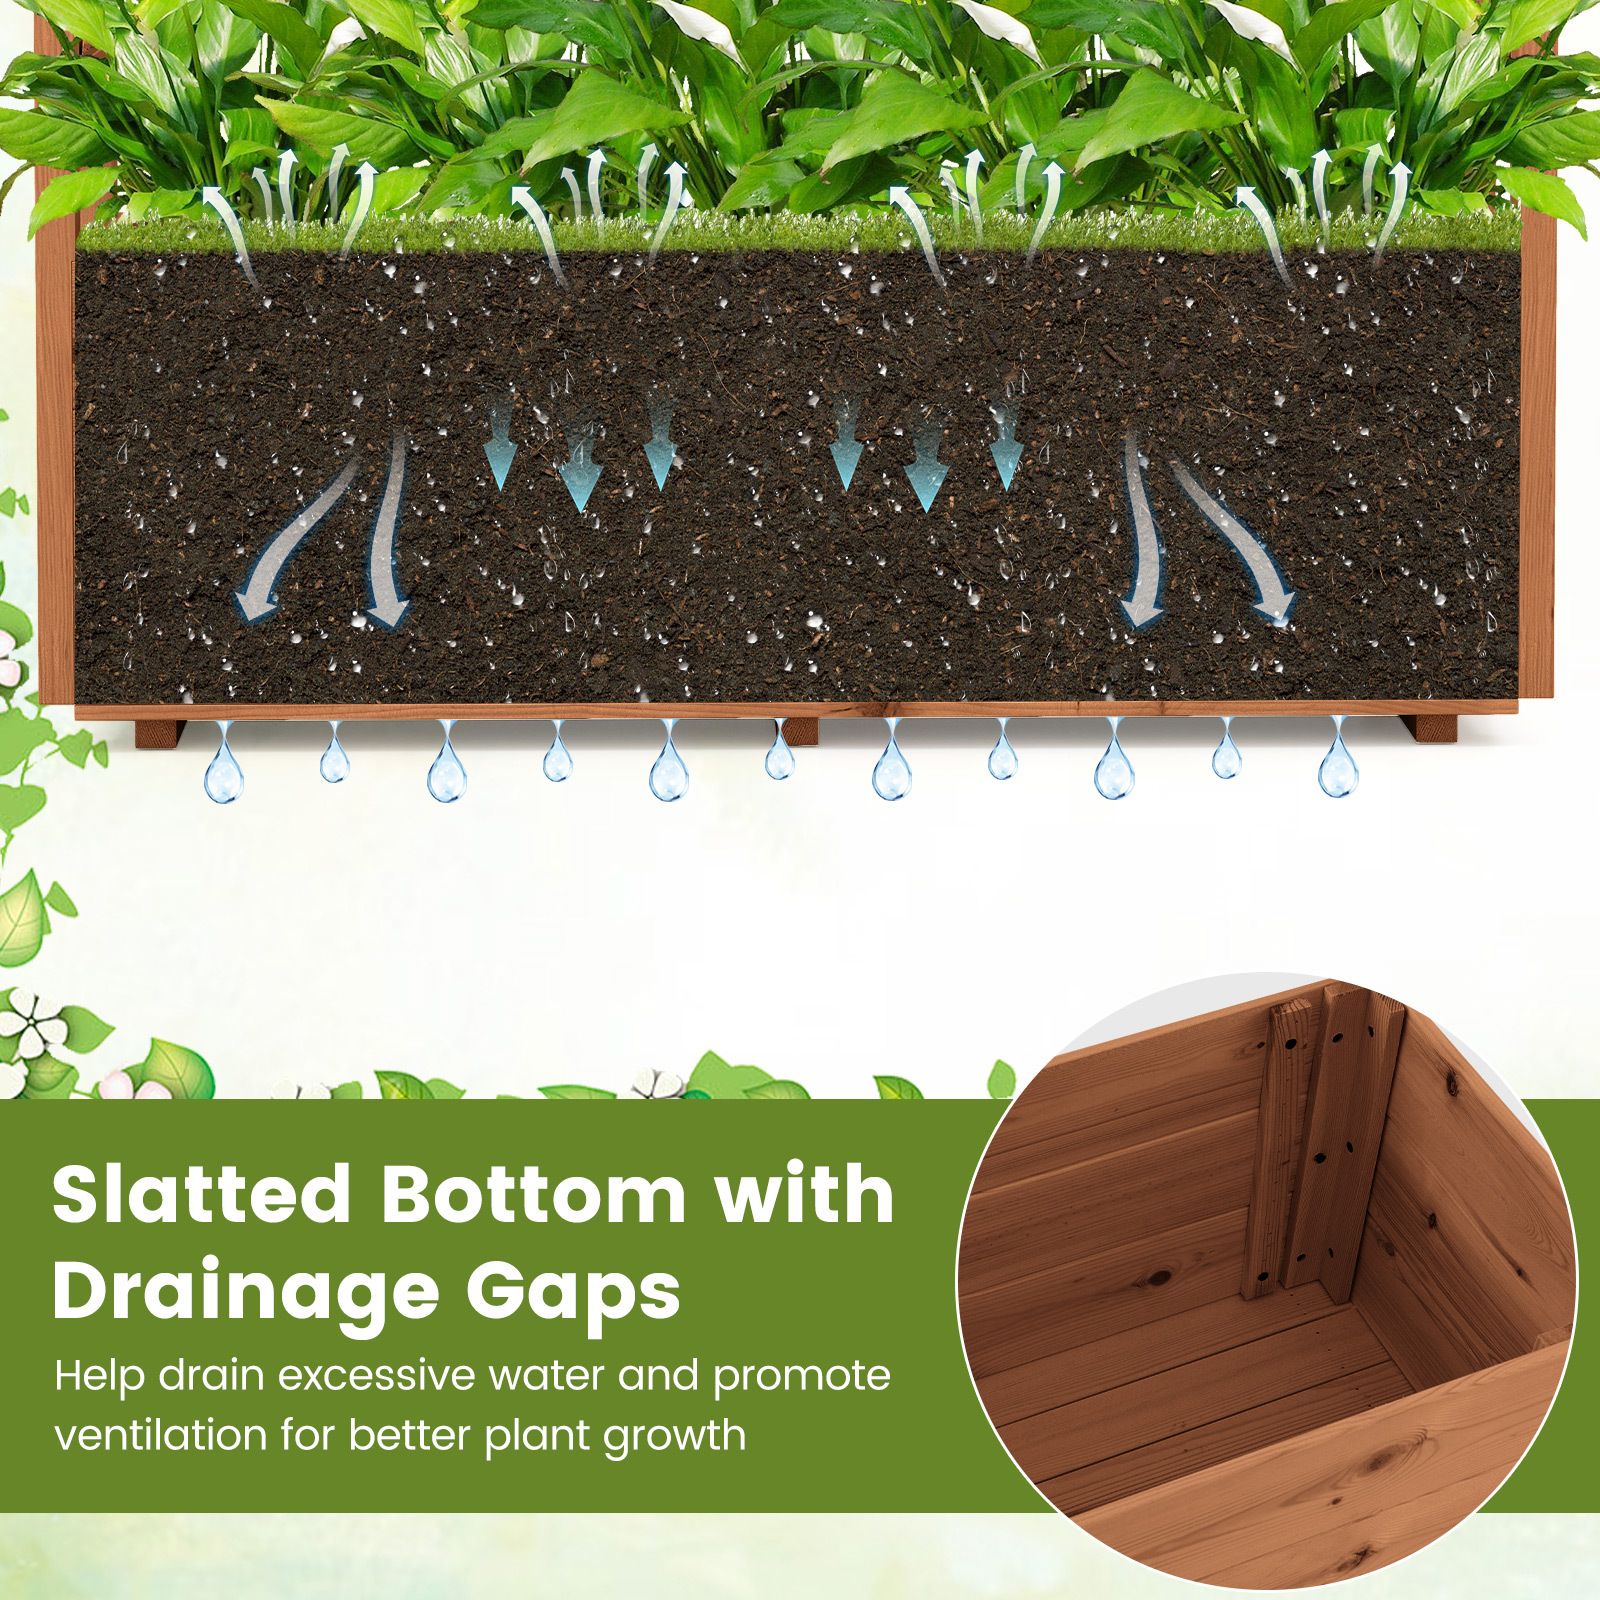 Slatted Bottom with
Drainage Gaps
Help drain excessive water and promote
ventilation for better plant growth